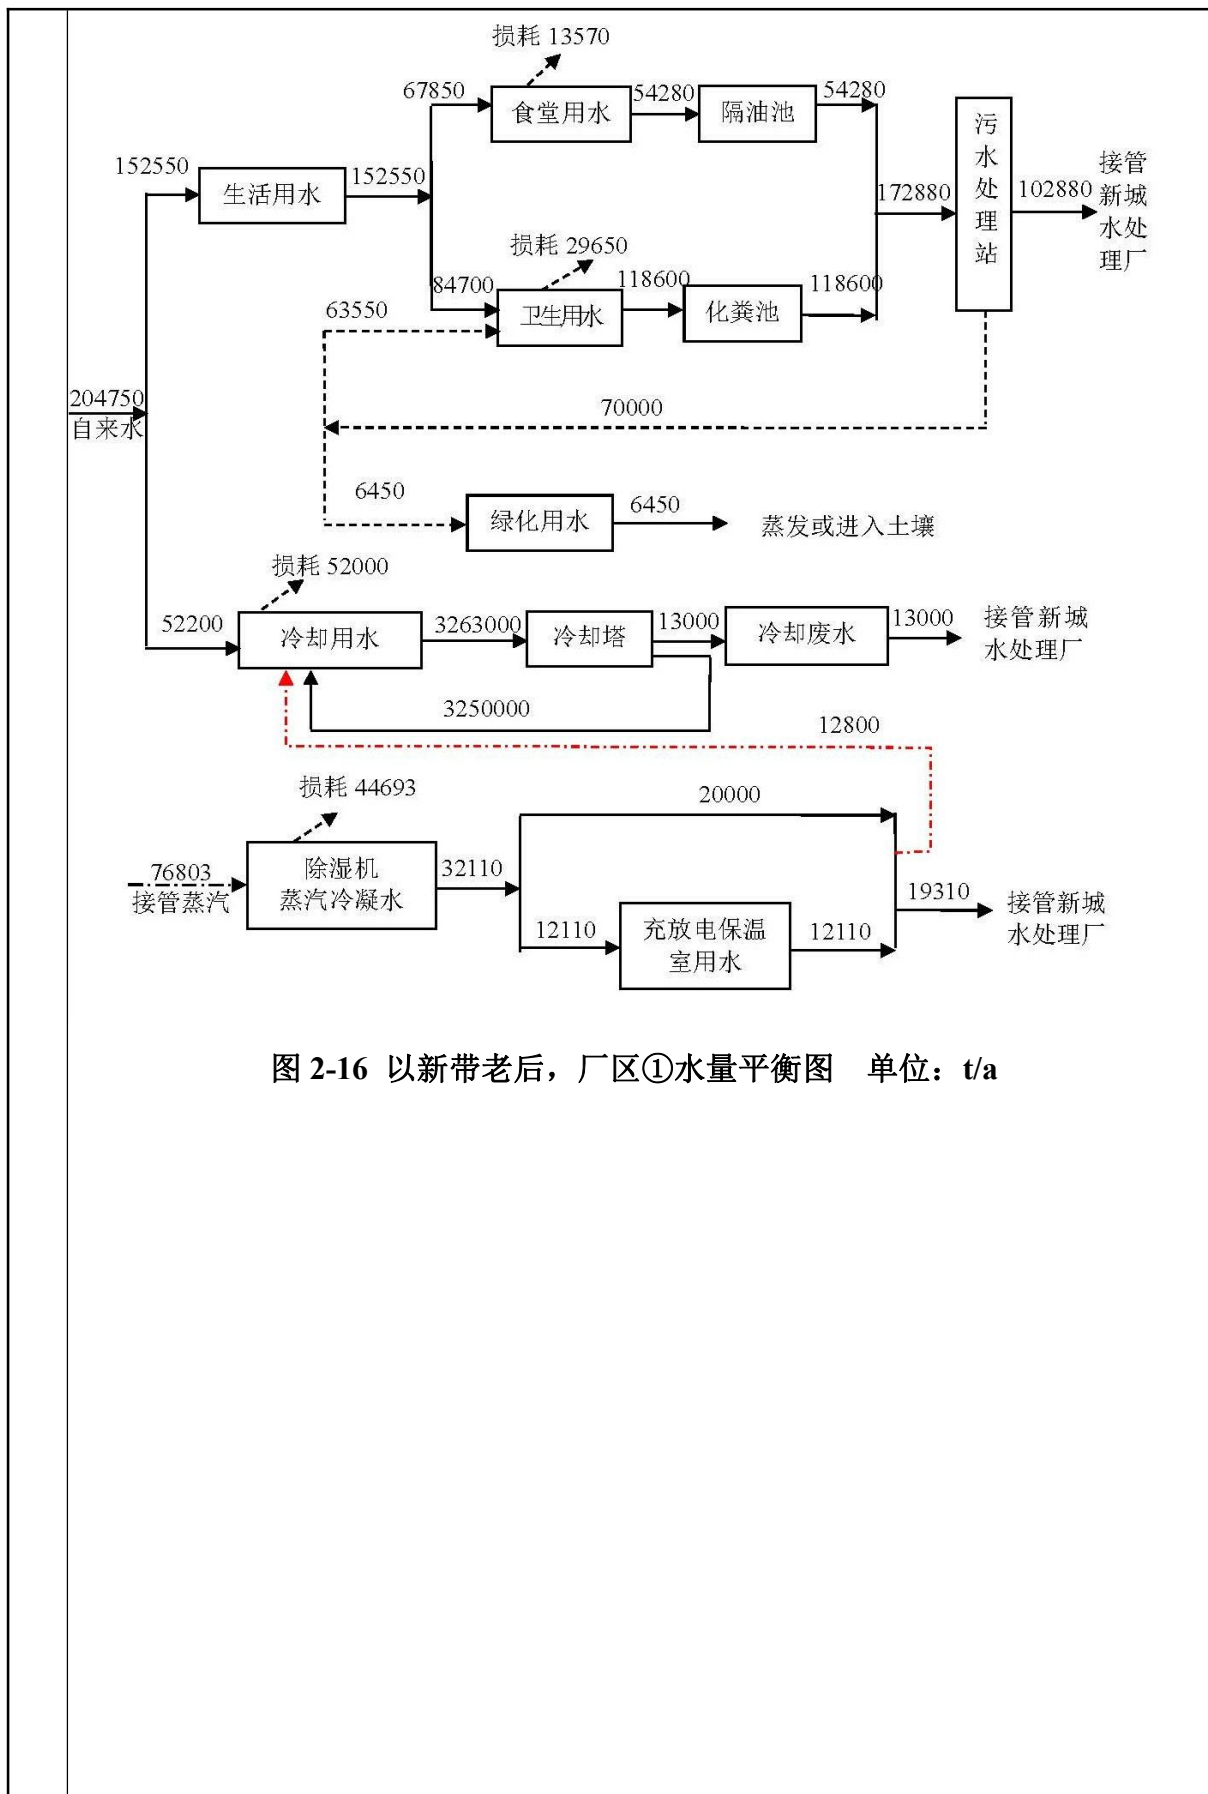 损耗 13570
67850
食堂用水
54280
隔油池
54280
污水处理站
接管新城水处理厂
152550
生活用水
152550
172880
102880
损耗 29650
84700
卫生用水
118600
化粪池
118600
63550
204750
自来水
70000
6450
绿化用水
6450
蒸发或进入土壤
损耗 52000
52200
冷却用水
3263000
冷却塔
13000
冷却废水
13000
接管新城
水处理厂
3250000
12800
损耗 44693
20000
76803
接管蒸汽
除湿机
蒸汽冷凝水
32110
12110
充放电保温
室用水
12110
19310
接管新城
水处理厂
图 2-16 以新带老后，厂区①水量平衡图 单位：t/a